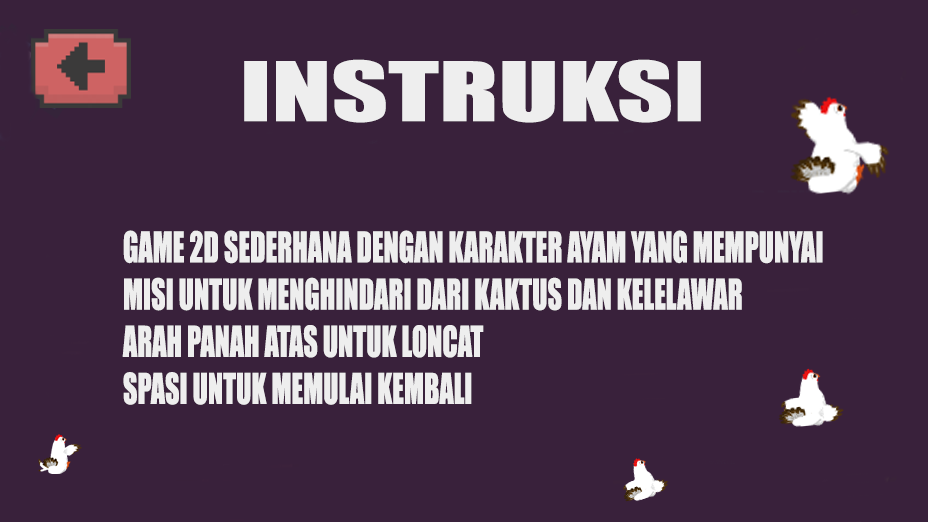 INSTRUKSI
GAME 2D SEDERHANA DENGAN KARAKTER AYAM YANG MEMPUNYAI
MISI UNTUK MENGHINDARI DARI KAKTUS DAN KELELAWAR
ARAH PANAH ATAS UNTUK LONCAT
SPASI UNTUK MEMULAI KEMBALI